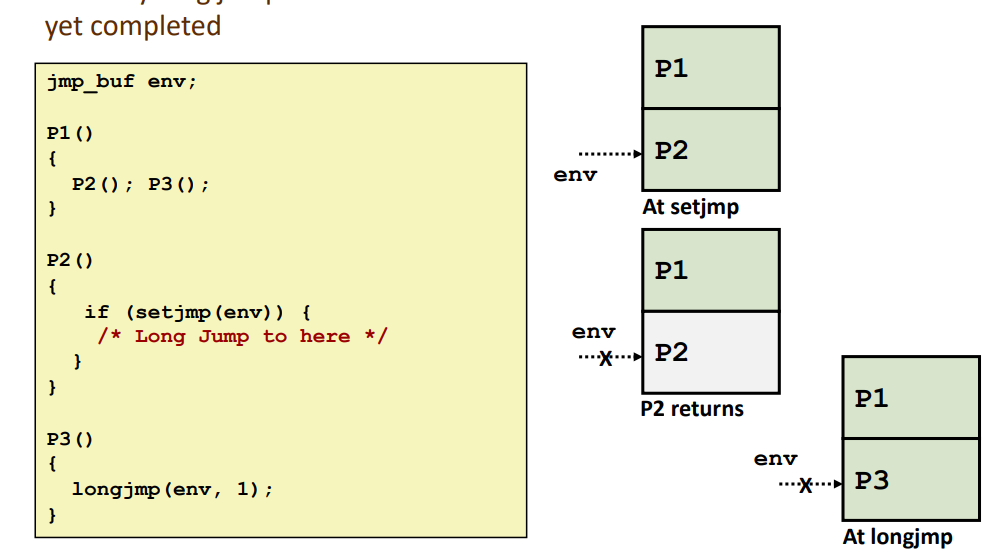 yet completed
jmp_buf env;
P1()
{
P2(); P3();
}
P2()
{
if (setjmp(env)) {
/* Long Jump to here */
}
}
P3()
{
longjmp(env, 1);
}
P1
P2
env
At setjmp
P1
env
X
P2
P2 returns
P1
env
X
P3
At longjmp